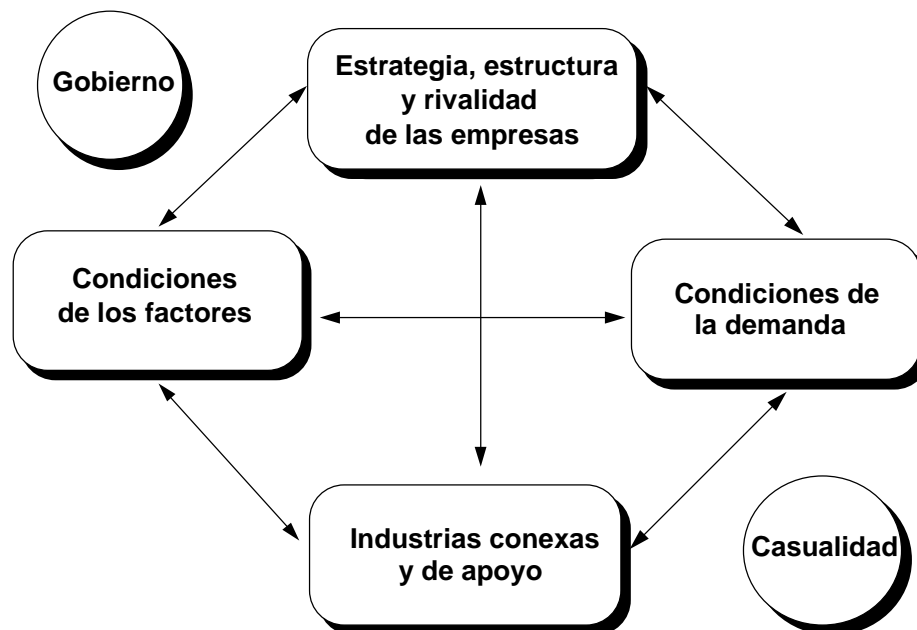 Gobierno
Estrategia, estructura
y rivalidad
de las empresas
Condiciones
de los factores
Condiciones de
la demanda
Industrias conexas
y de apoyo
Casualidad